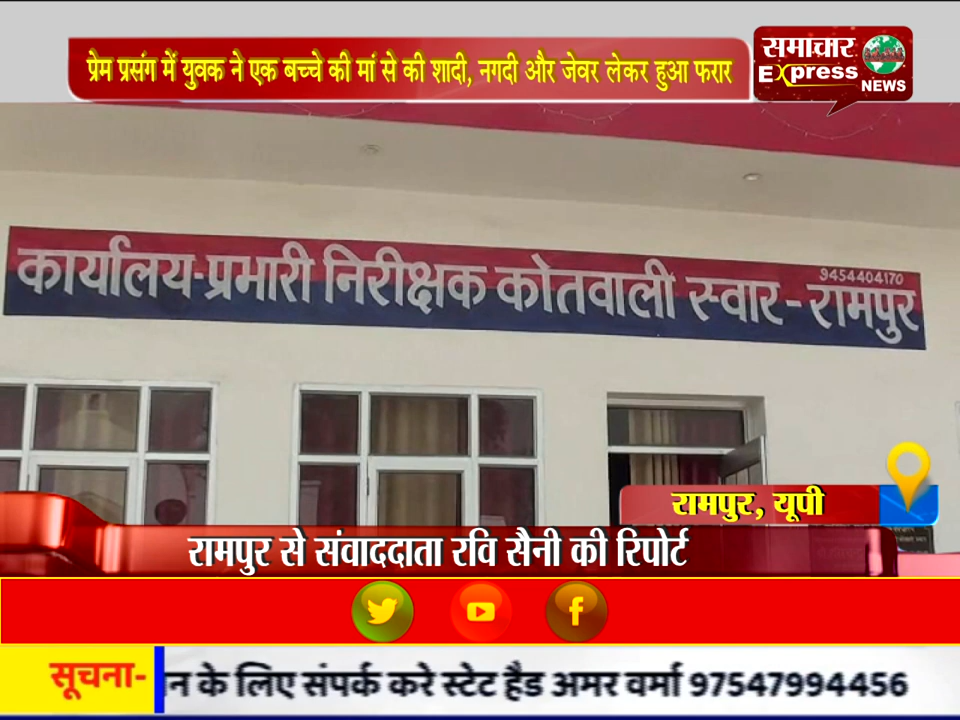 प्रेम प्रसंग में युवक ने एक बच्चे की मां से की शादी, नगदी और जेवर लेकर हुआ फरार
समाचार
Express
NEWS
9454404170
कार्यालय-प्रभारी निरीक्षक कोतवाली स्वार-रामपुर
रामपुर, यूपी
रामपुर से संवाददाता रवि सैनी की रिपोर्ट
सूचना- न के लिए संपर्क करे स्टेट हैड अमर वर्मा 97547994456